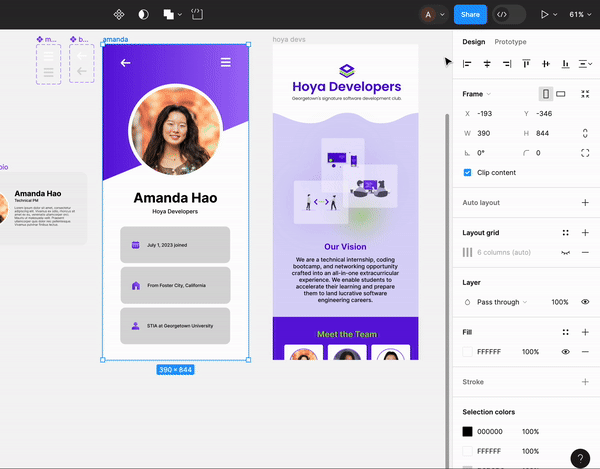 A
Share
</>
61%
m...
b...
amanda
hoya devs
bio
Amanda Hao
Technical PM
Amanda Hao
Hoya Developers
July 1, 2023 joined
From Foster City, California
STIA at Georgetown University
390 × 844
Hoya Developers
Georgetown's signature software development club
Our Vision
We are a technical internship, coding
bootcamp, and networking opportunity
crafted into an all-in-one extracurricular
experience. We enable students to
accelerate their learning and prepare
them to land lucrative software
engineering careers.
Meet the Team
Design
Prototype
Frame
X -193
Y -346
W 390
H 844
0°
0
Clip content
Auto layout
Layout grid
6 columns (auto)
Layer
Pass through
100%
Fill
FFFFFF
100%
Stroke
Selection colors
000000
100%
FFFFFF
100%
?